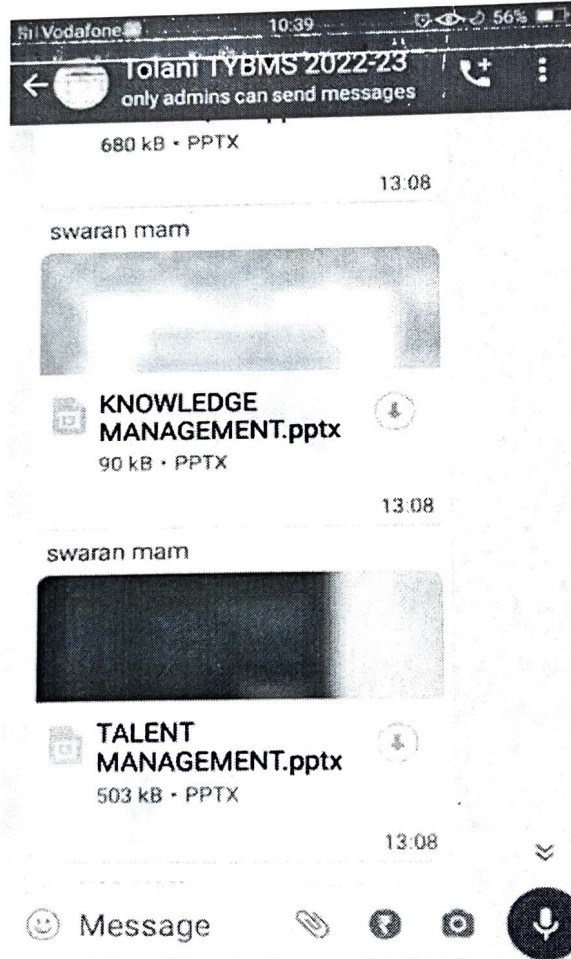 Vodafone 10:39 56%
Tolani TYBMS 2022-23
only admins can send messages
680 kB · PPTX
13:08
swaran mam
KNOWLEDGE
MANAGEMENT.pptx
90 kB · PPTX
13:08
swaran mam
TALENT
MANAGEMENT.pptx
503 kB · PPTX
13:08
Message